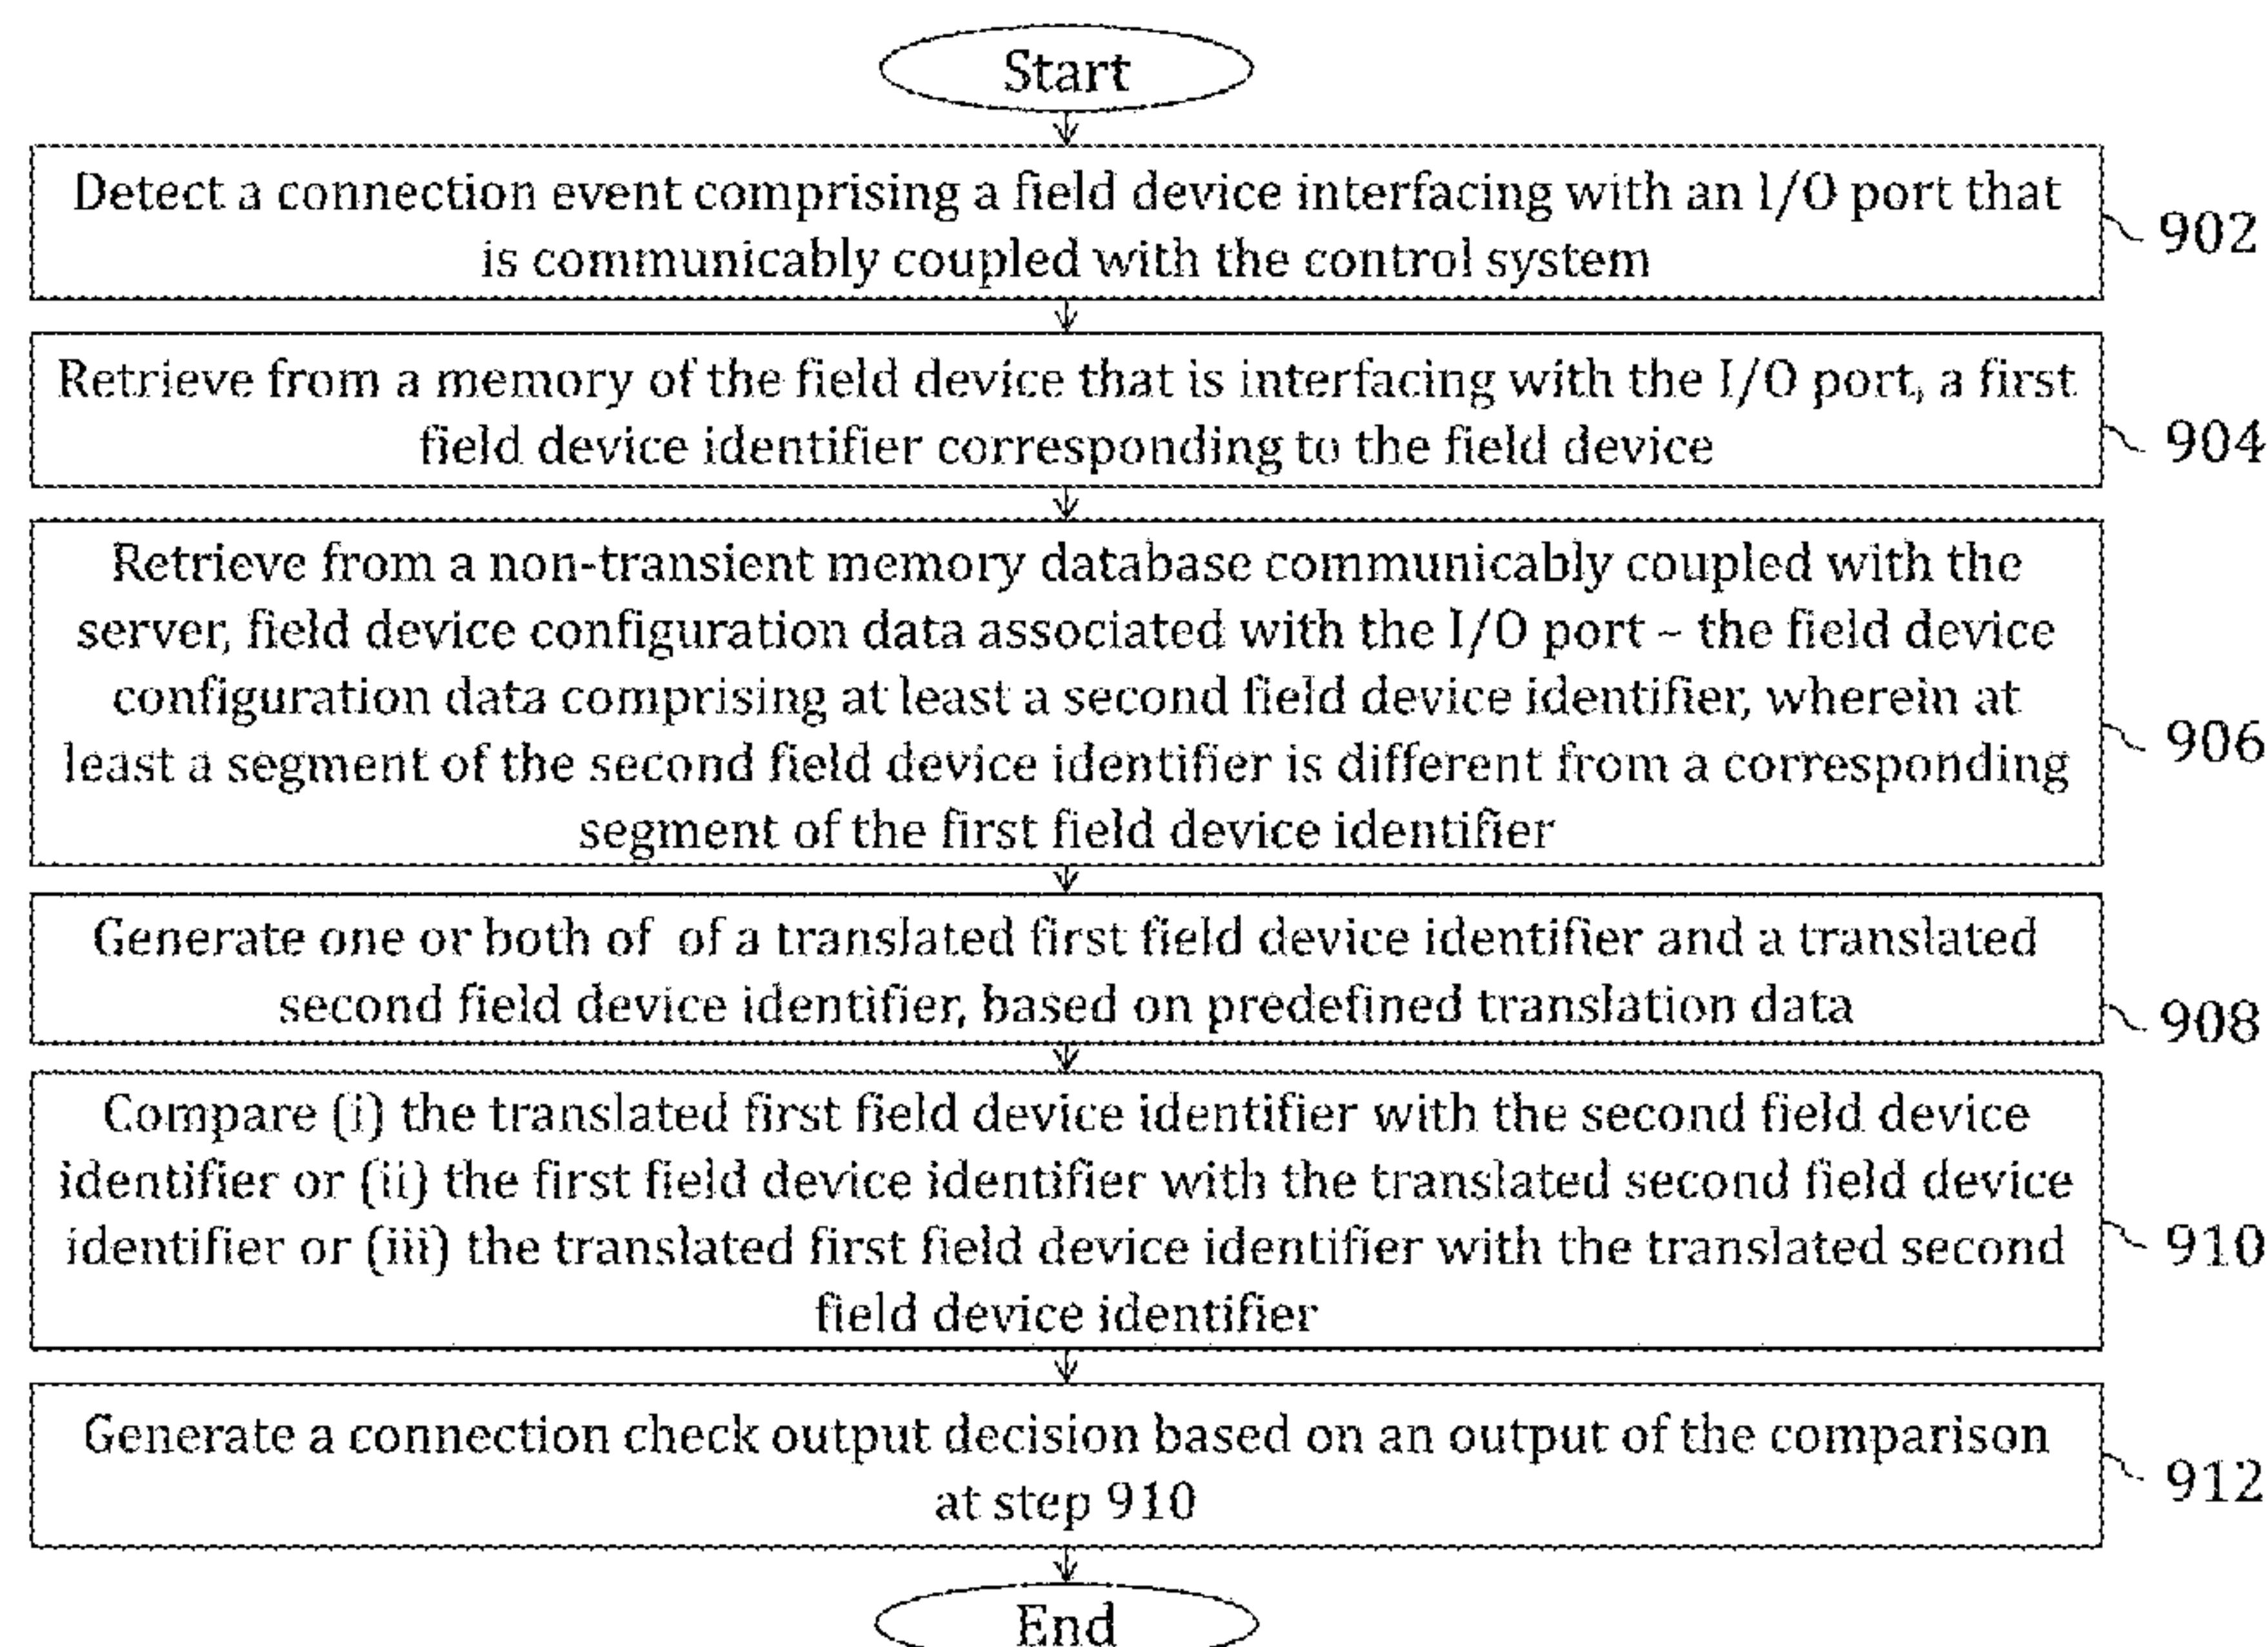 Start
Detect a connection event comprising a field device interfacing with an I/O port that
is communicably coupled with the control system
902
Retrieve from a memory of the field device that is interfacing with the I/O port, a first
field device identifier corresponding to the field device
904
Retrieve from a non-transient memory database communicably coupled with the
server, field device configuration data associated with the I/O port – the field device
configuration data comprising at least a second field device identifier, wherein at
least a segment of the second field device identifier is different from a corresponding
segment of the first field device identifier
906
Generate one or both of of a translated first field device identifier and a translated
second field device identifier, based on predefined translation data
908
Compare (i) the translated first field device identifier with the second field device
identifier or (ii) the first field device identifier with the translated second field device
identifier or (iii) the translated first field device identifier with the translated second
field device identifier
910
Generate a connection check output decision based on an output of the comparison
at step 910
912
End